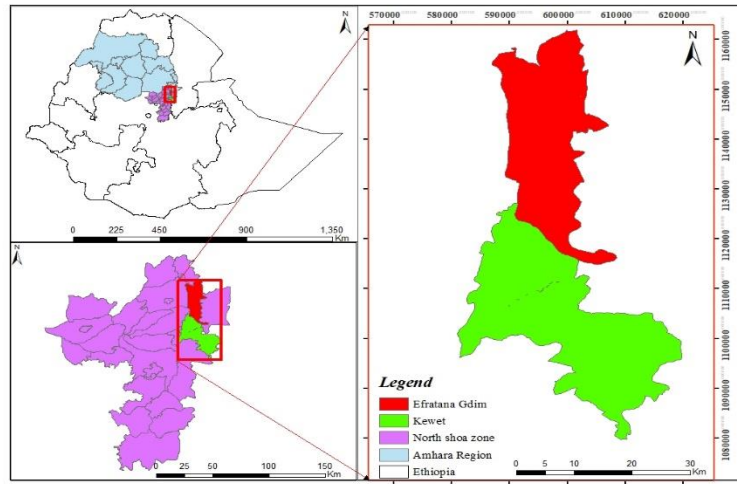 570000 580000 590000 600000 610000 620000
N
N
1160000
1150000
1140000
1130000
1120000
1110000
1100000
1090000
1080000
0 225 450 900 1,350
Km
N
0 25 50 100 150
Km
Legend
Efratana Gdim
Kewet
North shoa zone
Amhara Region
Ethiopia
0 5 10 20 30
Km